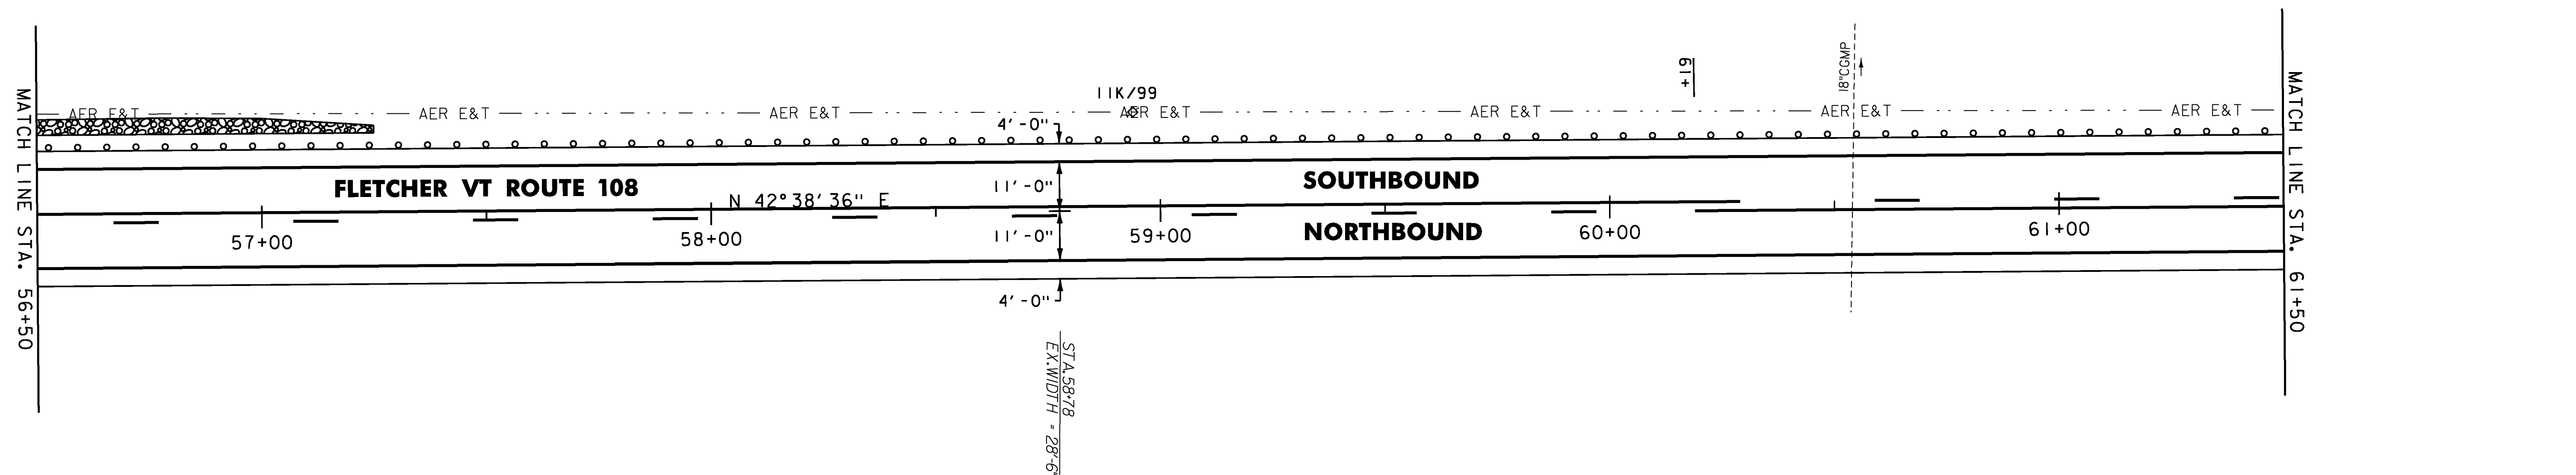 MATCH LINE STA. 56+50
AER E&T
AER E&T
AER E&T
11K/99
AER E&T
AER E&T
AER E&T
AER E&T
61+
18"CGMP
4'-0"
11'-0"
11'-0"
4'-0"
FLETCHER VT ROUTE 108
N 42°38'36" E
SOUTHBOUND
NORTHBOUND
57+00
58+00
59+00
60+00
61+00
STA.58+78
EX.WIDTH = 28'-6"
MATCH LINE STA. 61+50